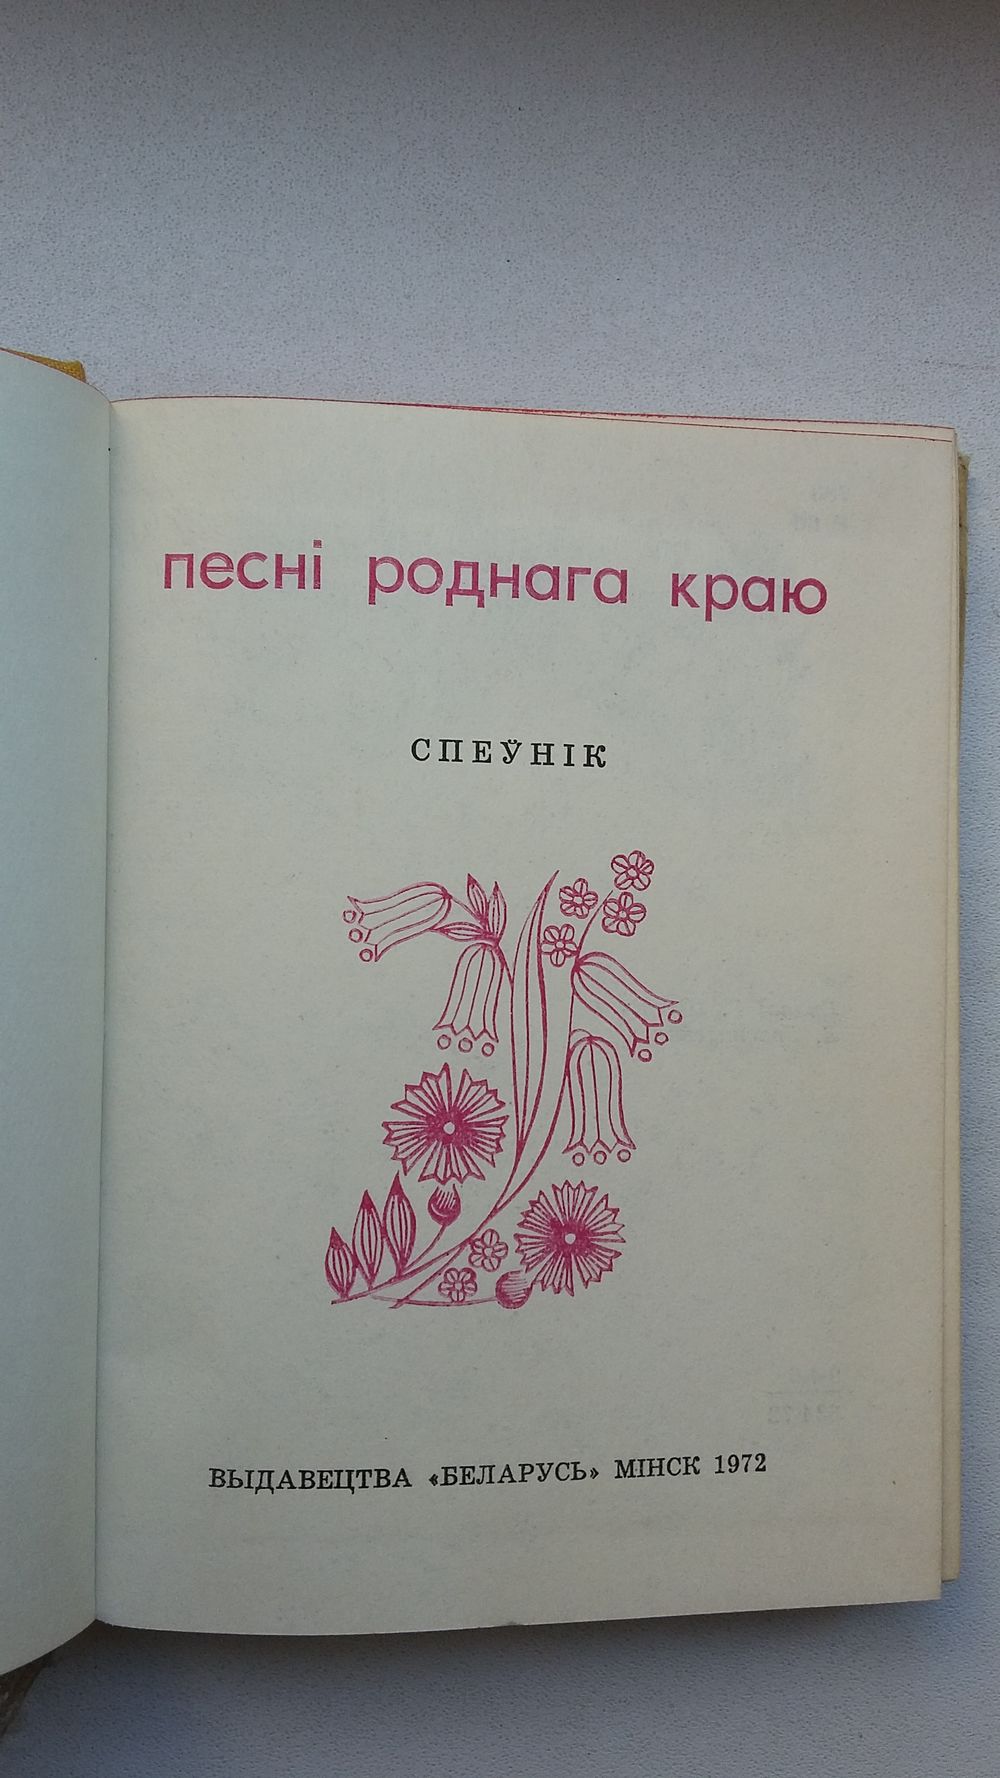 песні роднага краю
СПЕЎНІК
ВЫДАВЕЦТВА «БЕЛАРУСЬ» МІНСК 1972